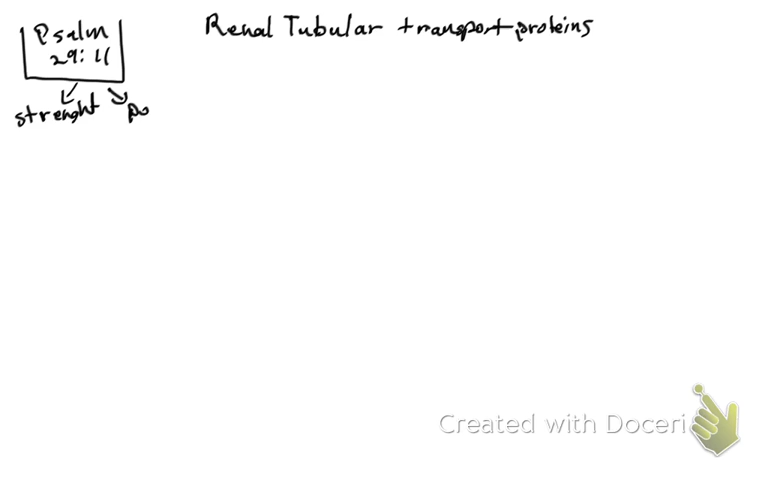 Psalm
29:11
strenght
Renal Tubular transport proteins
Created with Doceri